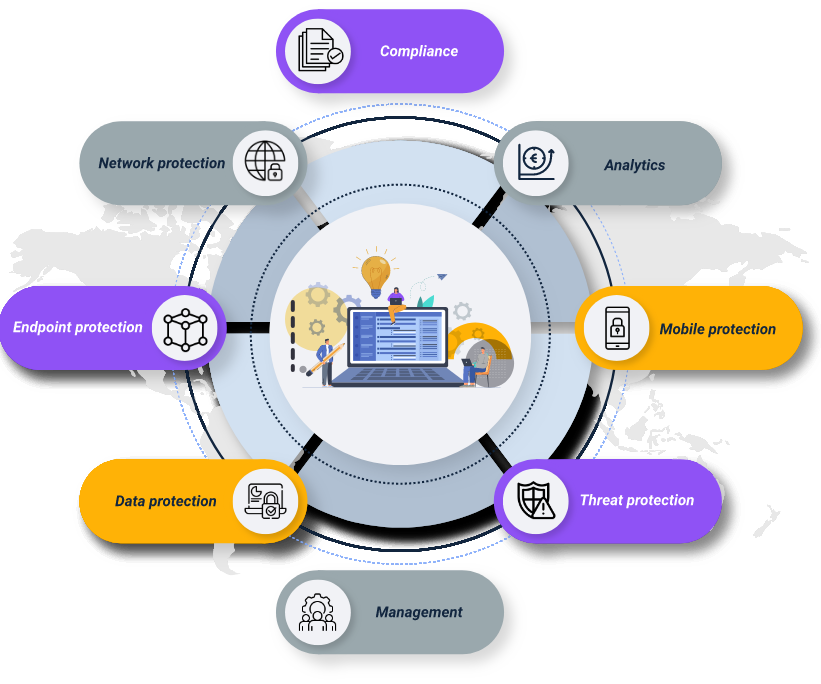 Compliance
Network protection
Analytics
Endpoint protection
Mobile protection
Data protection
Threat protection
Management